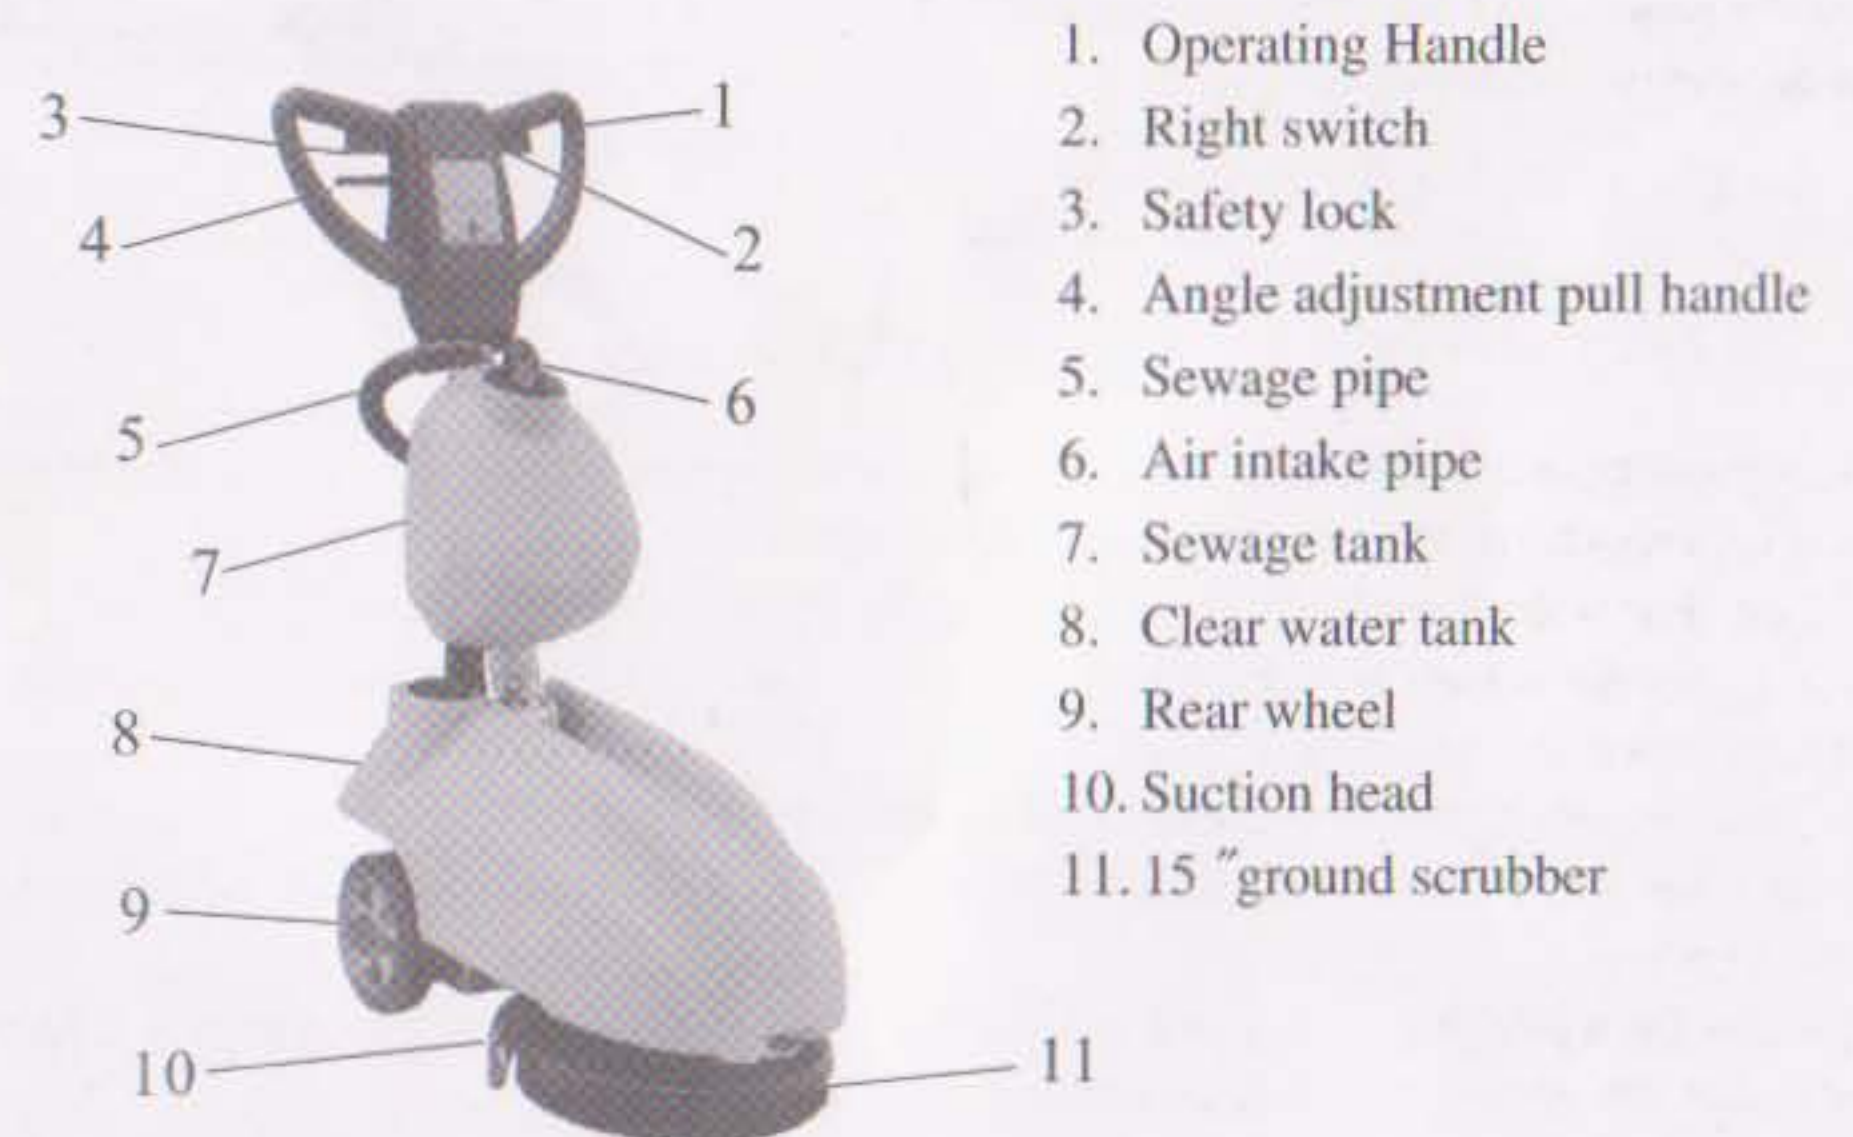 1. Operating Handle
2. Right switch
3. Safety lock
4. Angle adjustment pull handle
5. Sewage pipe
6. Air intake pipe
7. Sewage tank
8. Clear water tank
9. Rear wheel
10. Suction head
11. 15 ″ground scrubber
3
1
4
2
5
6
7
8
9
10
11